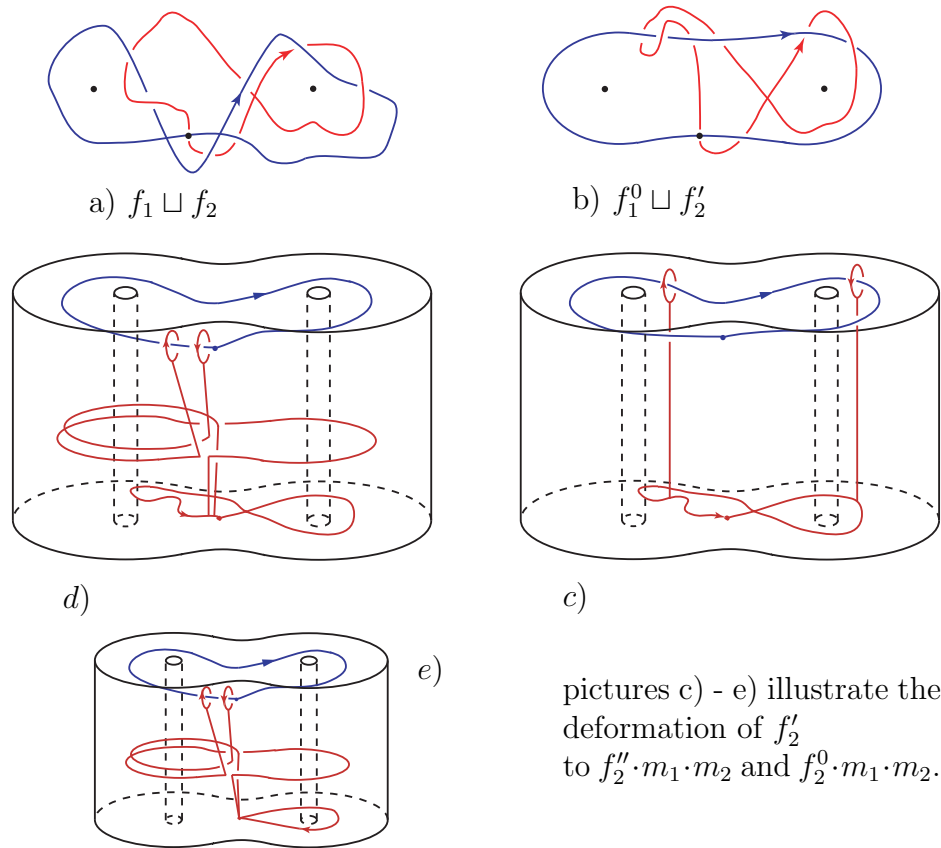 a) f₁ ⊔ f₂
b) f₁⁰ ⊔ f₂′
d)
c)
e)
pictures c) - e) illustrate the
deformation of f₂′
to f₂″·m₁·m₂ and f₂⁰·m₁·m₂.